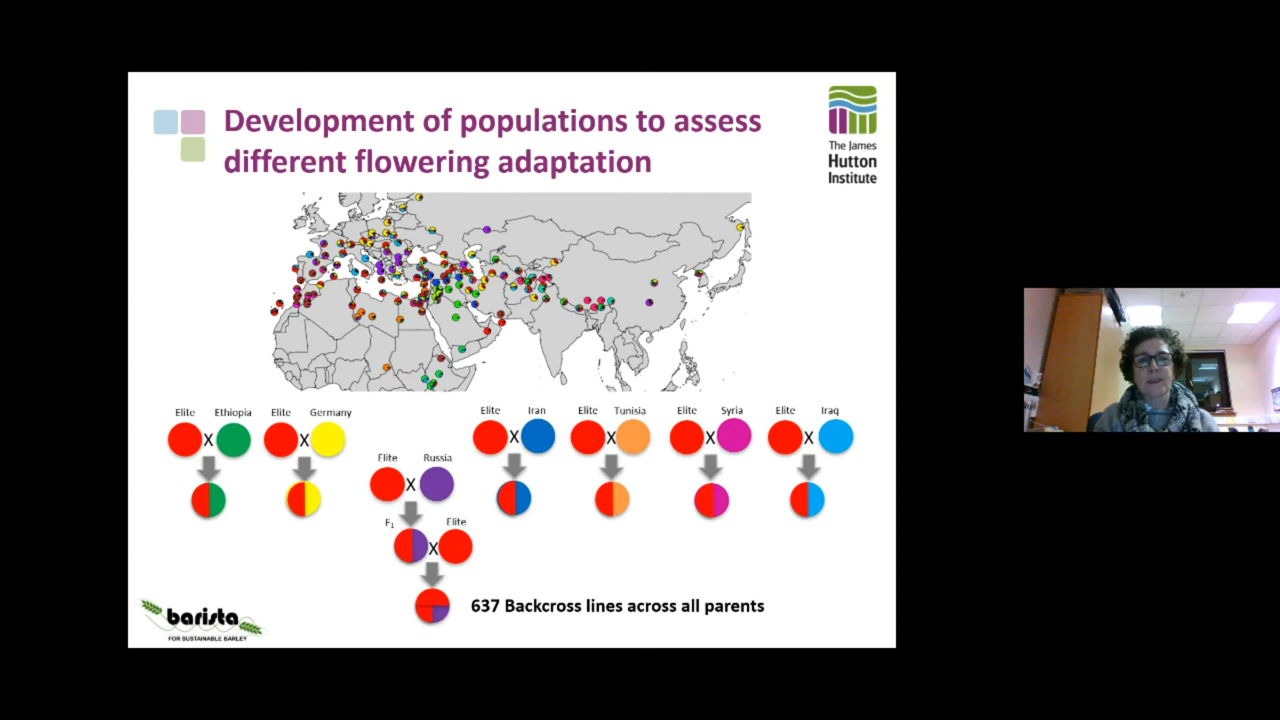 Development of populations to assess
different flowering adaptation
The James
Hutton
Institute
Elite Ethiopia Elite Germany
Elite Iran Elite Tunisia Elite Syria Elite Iraq
X X X X X X
Elite Russia
X
F1 Elite
X
637 Backcross lines across all parents
barista
FOR SUSTAINABLE BARLEY